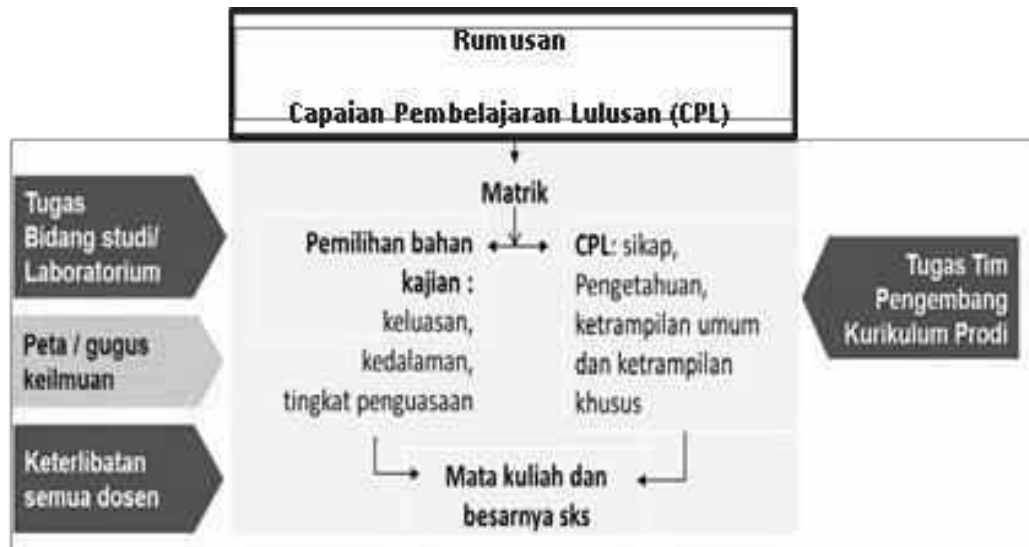 Rumusan
Capaian Pembelajaran Lulusan (CPL)
Matrik
Tugas
Bidang studi/
Laboratorium
Peta / gugus
keilmuan
Keterlibatan
semua dosen
Pemilihan bahan
kajian :
keluasan,
kedalaman,
tingkat penguasaan
CPL: sikap,
Pengetahuan,
ketrampilan umum
dan ketrampilan
khusus
Tugas Tim
Pengembang
Kurikulum Prodi
Mata kuliah dan
besarnya sks